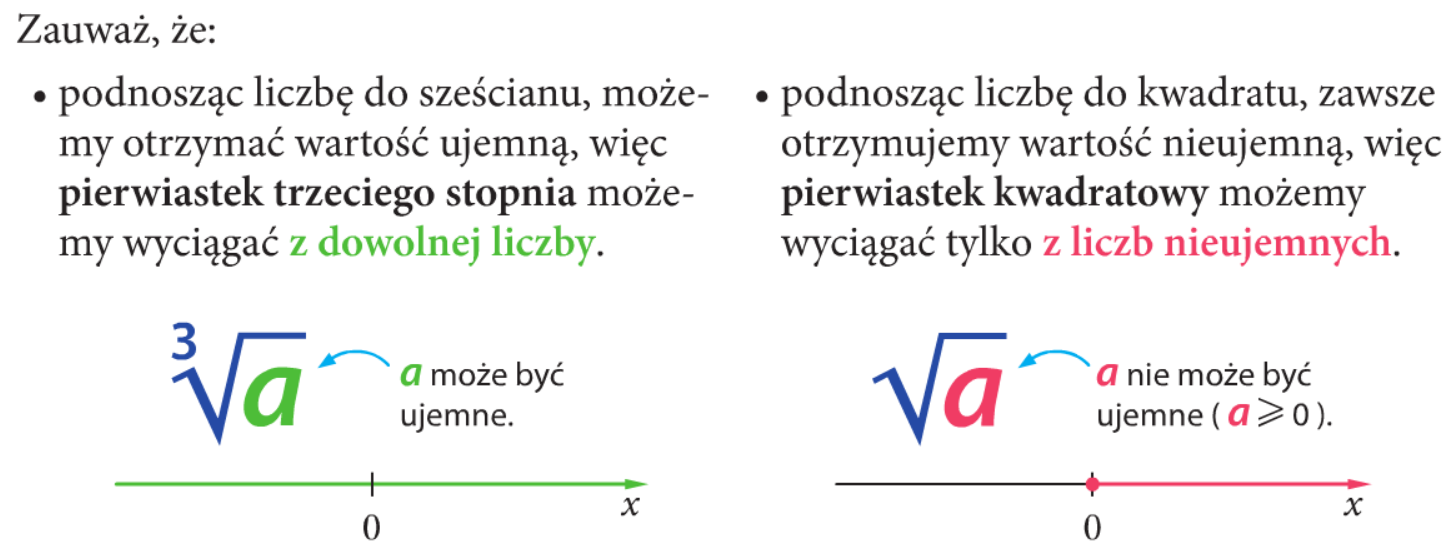 Zauważ, że:
• podnosząc liczbę do sześcianu, może-
my otrzymać wartość ujemną, więc
pierwiastek trzeciego stopnia może-
my wyciągać z dowolnej liczby.
3√a
a może być
ujemne.
0
x
• podnosząc liczbę do kwadratu, zawsze
otrzymujemy wartość nieujemną, więc
pierwiastek kwadratowy możemy
wyciągać tylko z liczb nieujemnych.
√a
a nie może być
ujemne ( a ⩾ 0 ).
0
x